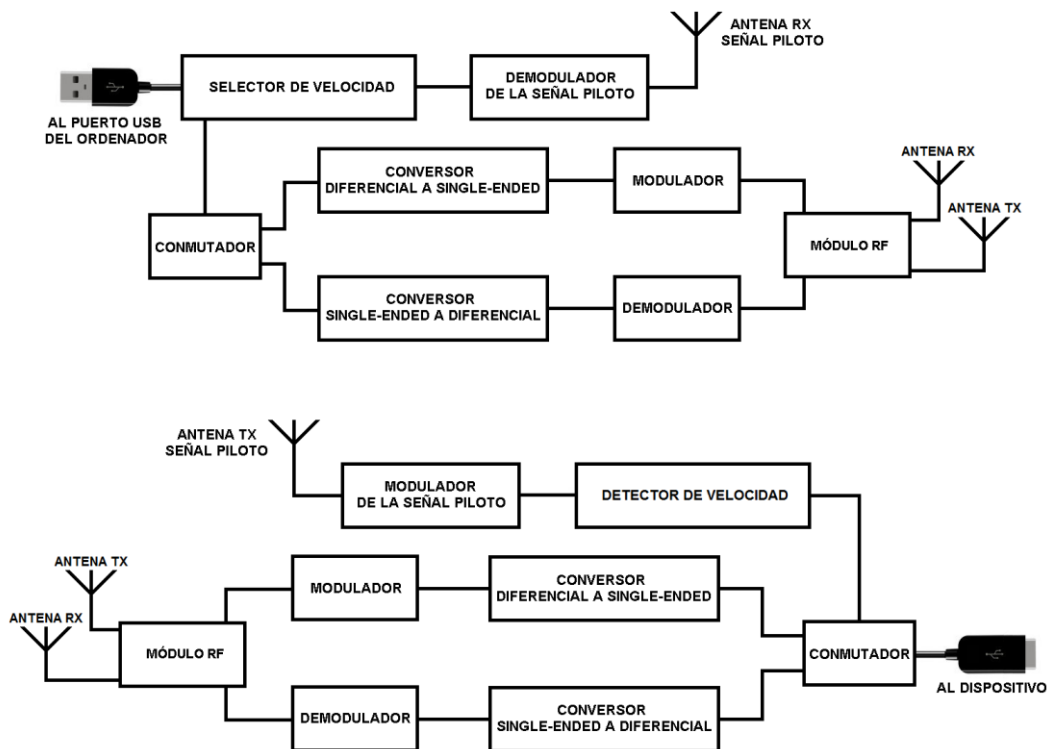 ANTENA RX
SEÑAL PILOTO
SELECTOR DE VELOCIDAD
DEMODULADOR
DE LA SEÑAL PILOTO
AL PUERTO USB
DEL ORDENADOR
CONVERSOR
DIFERENCIAL A SINGLE-ENDED
MODULADOR
ANTENA RX
ANTENA TX
CONMUTADOR
MÓDULO RF
CONVERSOR
SINGLE-ENDED A DIFERENCIAL
DEMODULADOR
ANTENA TX
SEÑAL PILOTO
MODULADOR
DE LA SEÑAL PILOTO
DETECTOR DE VELOCIDAD
ANTENA TX
MODULADOR
CONVERSOR
DIFERENCIAL A SINGLE-ENDED
ANTENA RX
MÓDULO RF
CONMUTADOR
AL DISPOSITIVO
DEMODULADOR
CONVERSOR
SINGLE-ENDED A DIFERENCIAL